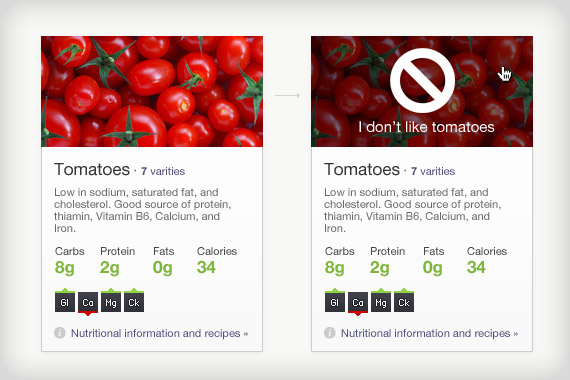 Tomatoes · 7 varities
Low in sodium, saturated fat, and
cholesterol. Good source of protein,
thiamin, Vitamin B6, Calcium, and
Iron.
Carbs Protein Fats Calories
8g 2g 0g 34
Gl Ca Mg Ck
i Nutritional information and recipes »
I don't like tomatoes
Tomatoes · 7 varities
Low in sodium, saturated fat, and
cholesterol. Good source of protein,
thiamin, Vitamin B6, Calcium, and
Iron.
Carbs Protein Fats Calories
8g 2g 0g 34
Gl Ca Mg Ck
i Nutritional information and recipes »